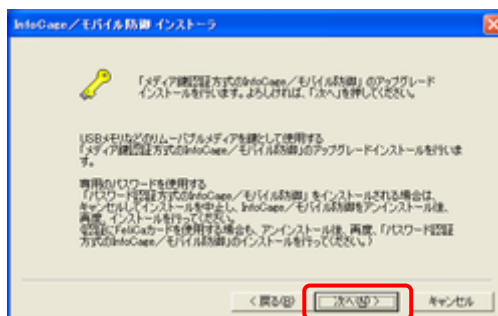 InfoCage／モバイル防御 インストーラ
「メディア鍵認証方式のInfoCage／モバイル防御」のアップグレード
インストールを行います。よろしければ、「次へ」を押してください。
USBメモリなどのリムーバブルメディアを鍵として使用する
「メディア鍵認証方式のInfoCage／モバイル防御」のアップグレードインストールを行いま
す。
専用のパスワードを使用する
「パスワード認証方式のInfoCage／モバイル防御」をインストールされる場合は、
キャンセルしてインストールを中止し、InfoCage／モバイル防御をアンインストール後、
再度、インストールを行ってください。
(認証にFeliCaカードを使用する場合も、アンインストール後、再度、「パスワード認証
方式のInfoCage／モバイル防御」のインストールを行ってください。)
< 戻る(B)
次へ(N) >
キャンセル